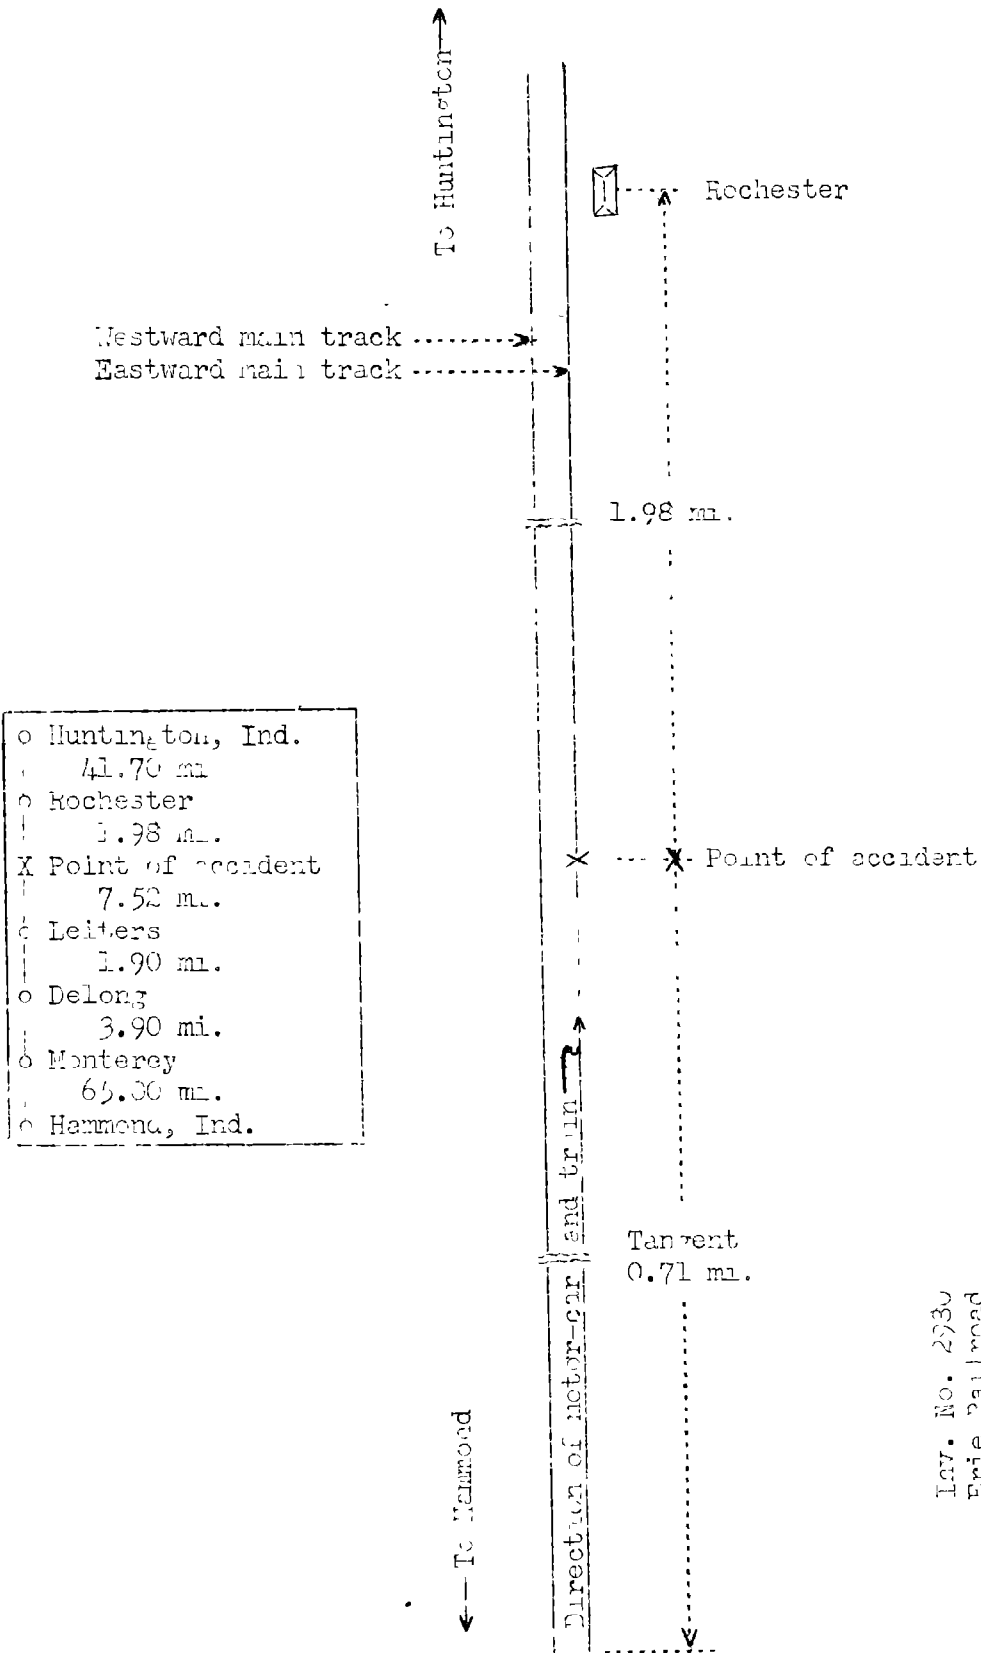 To Huntington
Rochester
Westward main track
Eastward main track
1.98 mi.
Huntington, Ind.
41.70 mi
Rochester
1.98 mi.
X Point of accident
7.52 mi.
Leiters
1.90 mi.
Delong
3.90 mi.
Monterey
65.00 mi.
Hammond, Ind.
X
X
Point of accident
Direction of motor-car and train
Tangent
0.71 mi.
To Hammond
Inv. No. 2980
Erie Railroad